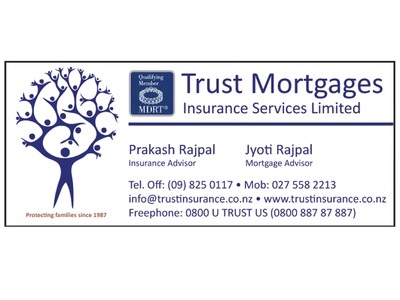 Qualifying
Member
MDRT®
Trust Mortgages
Insurance Services Limited
Prakash Rajpal Jyoti Rajpal
Insurance Advisor Mortgage Advisor
Tel. Off: (09) 825 0117 • Mob: 027 558 2213
info@trustinsurance.co.nz • www.trustinsurance.co.nz
Freephone: 0800 U TRUST US (0800 887 87 887)
Protecting families since 1987